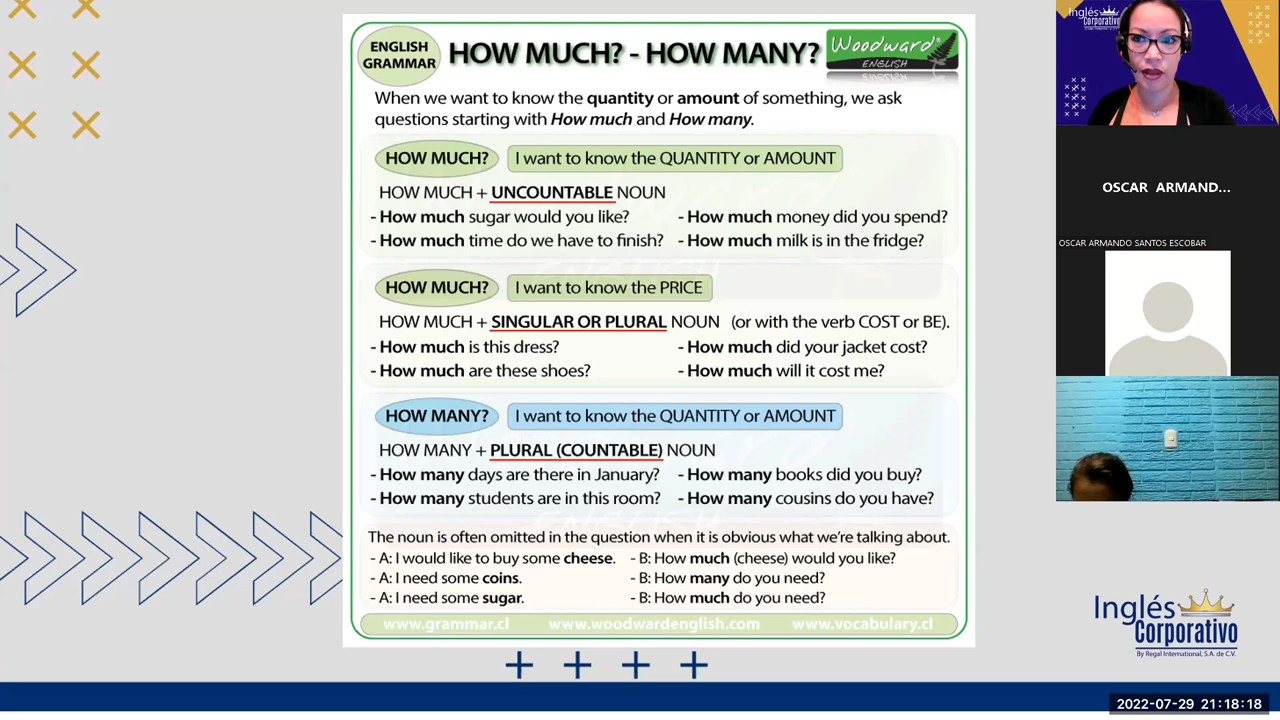 ENGLISH
GRAMMAR
HOW MUCH? - HOW MANY?
Woodward
ENGLISH
When we want to know the quantity or amount of something, we ask
questions starting with How much and How many.
HOW MUCH? I want to know the QUANTITY or AMOUNT
HOW MUCH + UNCOUNTABLE NOUN
- How much sugar would you like? - How much money did you spend?
- How much time do we have to finish? - How much milk is in the fridge?
HOW MUCH? I want to know the PRICE
HOW MUCH + SINGULAR OR PLURAL NOUN (or with the verb COST or BE).
- How much is this dress? - How much did your jacket cost?
- How much are these shoes? - How much will it cost me?
HOW MANY? I want to know the QUANTITY or AMOUNT
HOW MANY + PLURAL (COUNTABLE) NOUN
- How many days are there in January? - How many books did you buy?
- How many students are in this room? - How many cousins do you have?
The noun is often omitted in the question when it is obvious what we're talking about.
- A: I would like to buy some cheese. - B: How much (cheese) would you like?
- A: I need some coins. - B: How many do you need?
- A: I need some sugar. - B: How much do you need?
www.grammar.cl www.woodwardenglish.com www.vocabulary.cl
Inglés
Corporativo
OSCAR ARMAND...
OSCAR ARMANDO SANTOS ESCOBAR
Inglés
Corporativo
By Regal International, S.A. de C.V.
2022-07-29 21:18:18